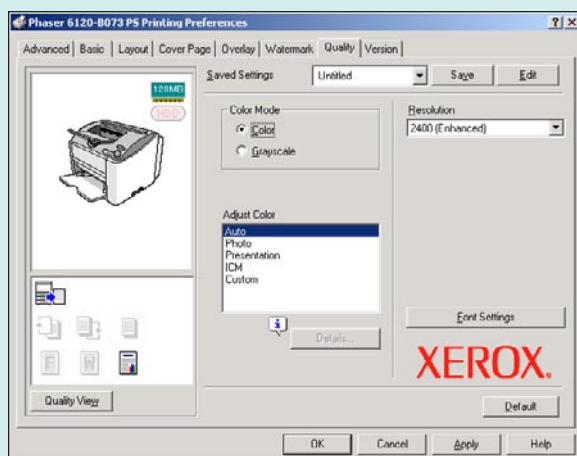 Phaser 6120-B073 PS Printing Preferences
Advanced Basic Layout Cover Page Overlay Watermark Quality Version
Saved Settings Untitled Save Edit
128MB
HDD
Color Mode
Color
Grayscale
Resolution
2400 (Enhanced)
Adjust Color
Auto
Photo
Presentation
ICM
Custom
Details...
Font Settings
XEROX.
Quality View
Default
OK Cancel Apply Help